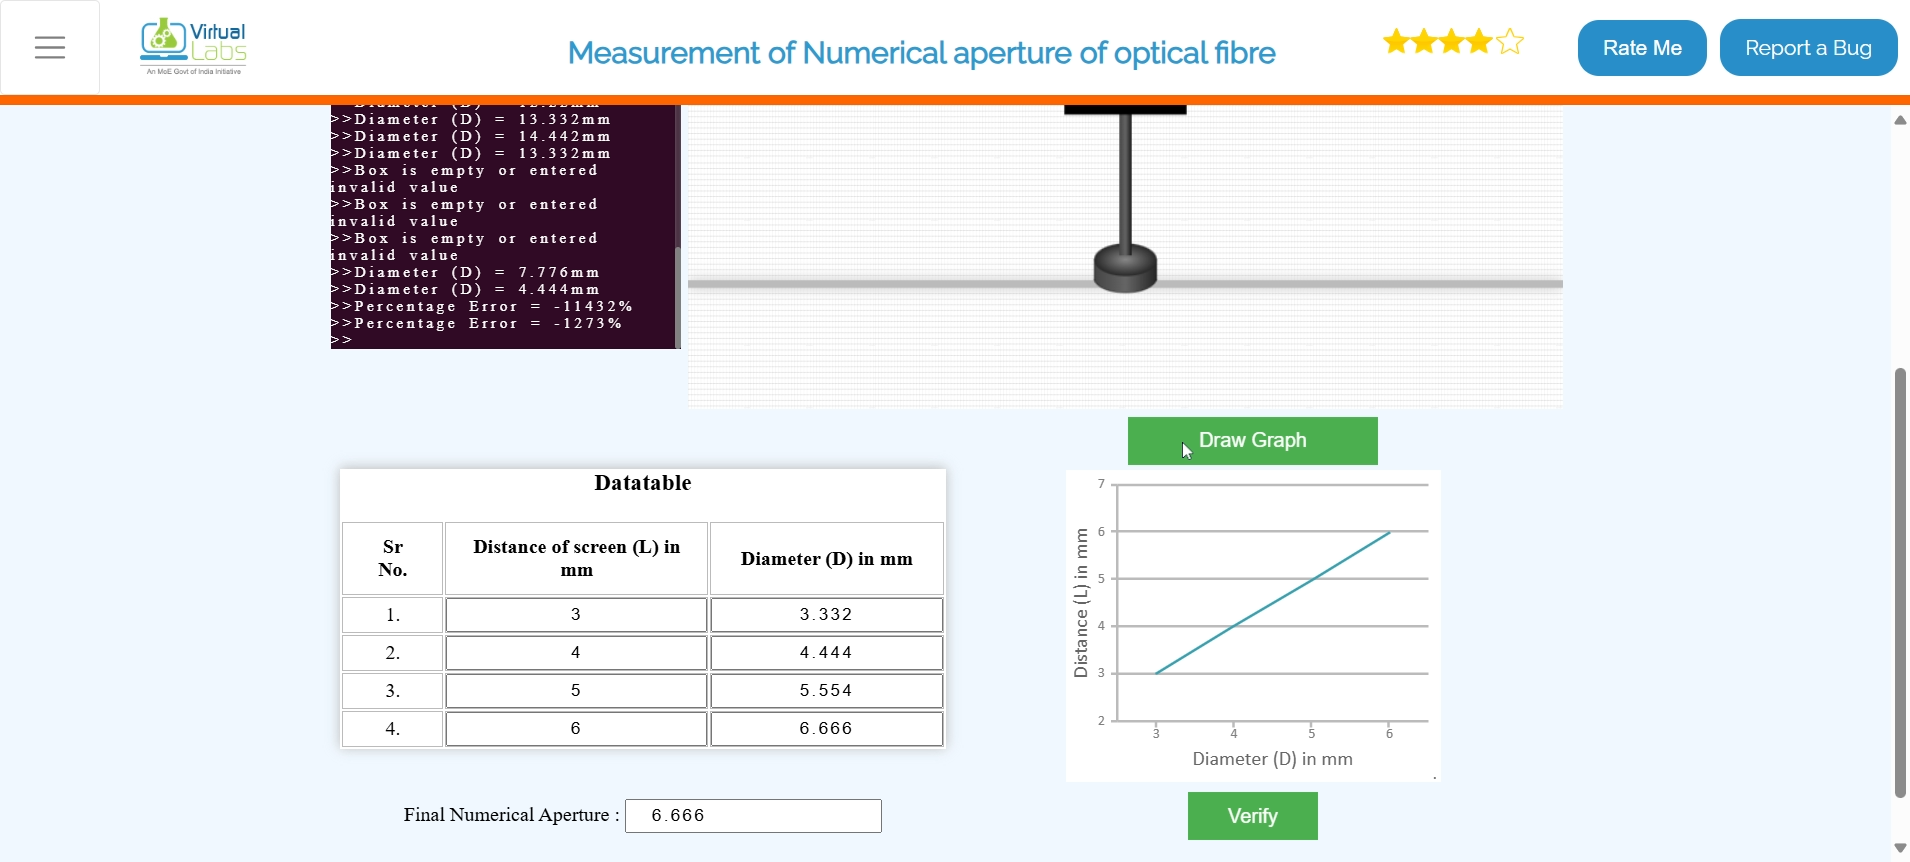 Virtual
Labs
An MoE Govt of India Initiative
Measurement of Numerical aperture of optical fibre
Rate Me
Report a Bug
>>Diameter (D) = 13.332mm
>>Diameter (D) = 14.442mm
>>Diameter (D) = 13.332mm
>>Box is empty or entered
invalid value
>>Box is empty or entered
invalid value
>>Box is empty or entered
invalid value
>>Diameter (D) = 7.776mm
>>Diameter (D) = 4.444mm
>>Percentage Error = -11432%
>>Percentage Error = -1273%
>>
Draw Graph
Datatable
Sr No. Distance of screen (L) in mm Diameter (D) in mm
1. 3 3.332
2. 4 4.444
3. 5 5.554
4. 6 6.666
Final Numerical Aperture : 6.666
Distance (L) in mm
7
6
5
4
3
2
3 4 5 6
Diameter (D) in mm
Verify